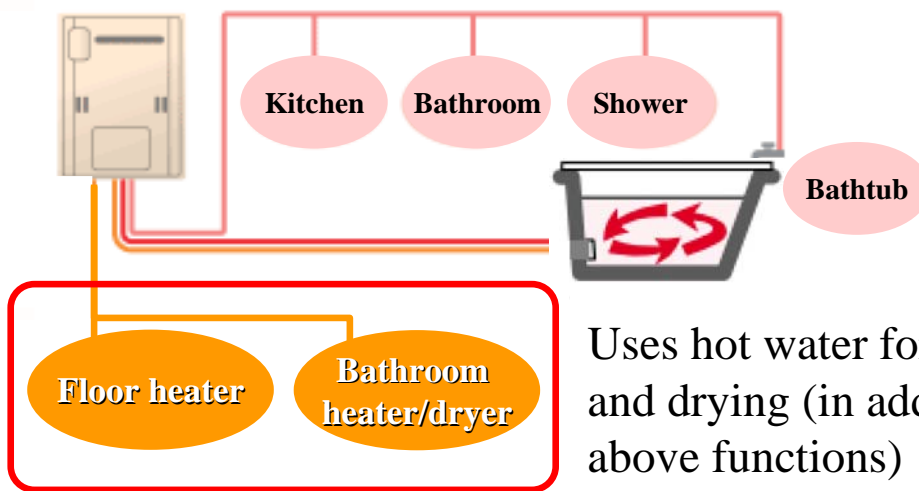 Kitchen
Bathroom
Shower
Bathtub
Floor heater
Bathroom
heater/dryer
Uses hot water fo
and drying (in add
above functions)